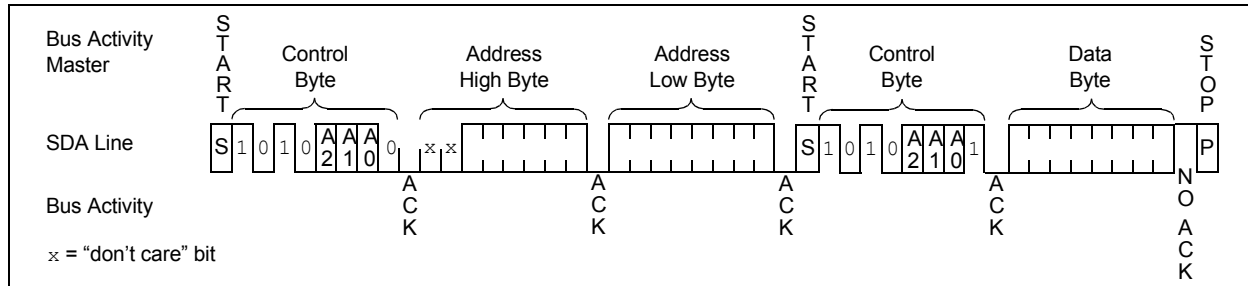 Bus Activity
Master
START
Control
Byte
Address
High Byte
Address
Low Byte
START
Control
Byte
Data
Byte
STOP
SDA Line
S 1 0 1 0 A2 A1 A0 0 x x S 1 0 1 0 A2 A1 A0 1 P
Bus Activity
ACK
ACK
ACK
ACK
NO ACK
x = “don’t care” bit